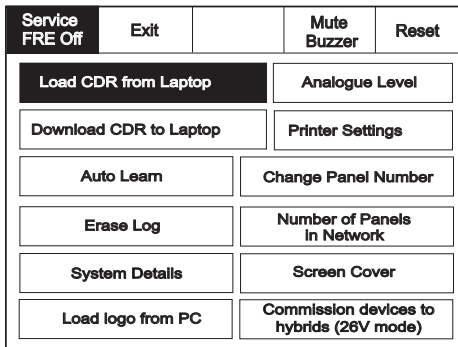 Service
FRE Off
Exit
Mute
Buzzer
Reset
Load CDR from Laptop
Analogue Level
Download CDR to Laptop
Printer Settings
Auto Learn
Change Panel Number
Erase Log
Number of Panels
in Network
System Details
Screen Cover
Load logo from PC
Commission devices to
hybrids (26V mode)